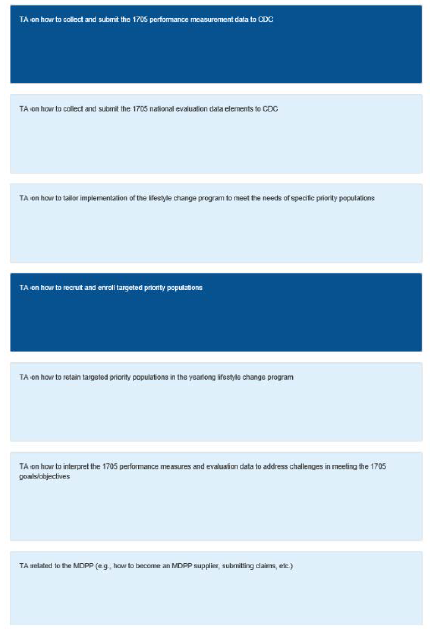 TA on how to collect and submit the 1705 performance measurement data to CDC
TA on how to collect and submit the 1705 national evaluation data elements to CDC
TA on how to tailor implementation of the lifestyle change program to meet the needs of specific priority populations
TA on how to recruit and enroll targeted priority populations
TA on how to retain targeted priority populations in the yearlong lifestyle change program
TA on how to interpret the 1705 performance measures and evaluation data to address challenges in meeting the 1705
goals/objectives
TA related to the MDPP (e.g., how to become an MDPP supplier, submitting claims, etc.)